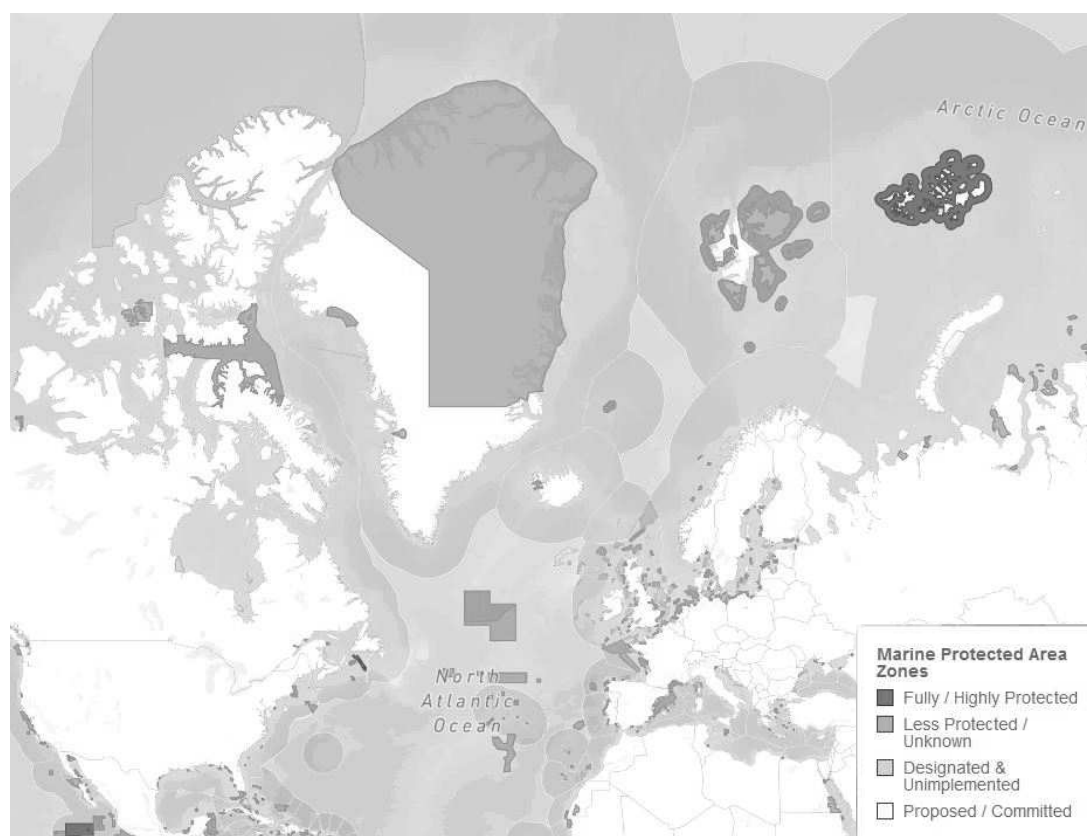 Arctic Ocean
North
Atlantic
Ocean
Marine Protected Area
Zones
Fully / Highly Protected
Less Protected /
Unknown
Designated &
Unimplemented
Proposed / Committed